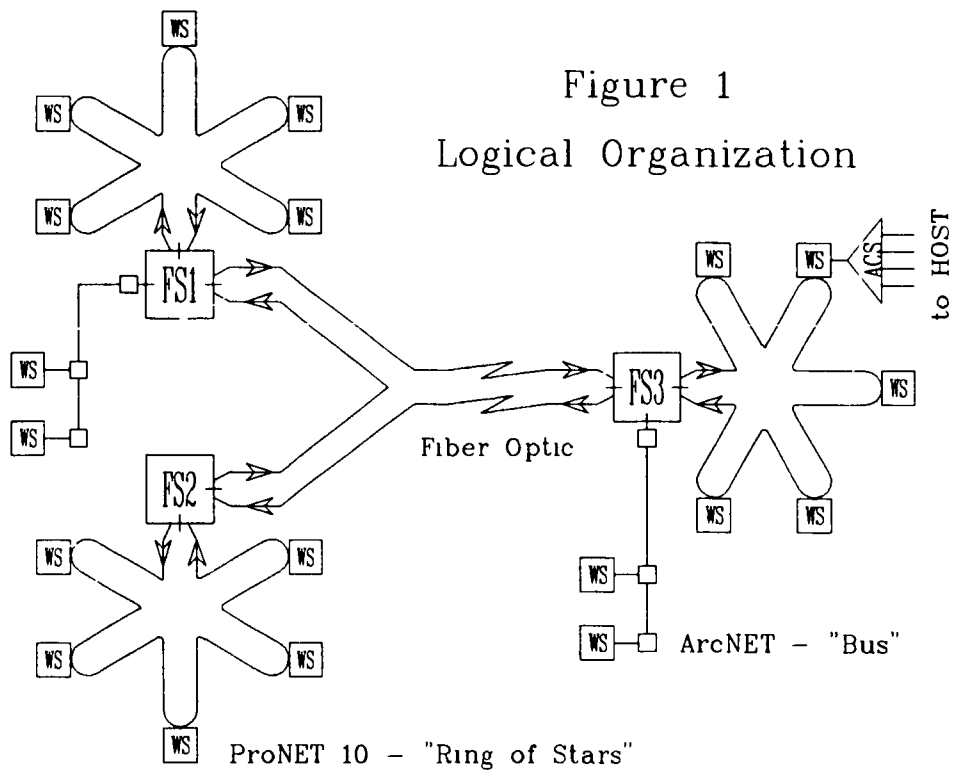 Figure 1
Logical Organization
WS
WS
WS
WS
WS
FS1
WS
WS
FS2
WS
WS
WS
WS
WS
Fiber Optic
FS3
WS
WS
ACS
to HOST
WS
WS
WS
WS
WS
ArcNET - "Bus"
ProNET 10 - "Ring of Stars"